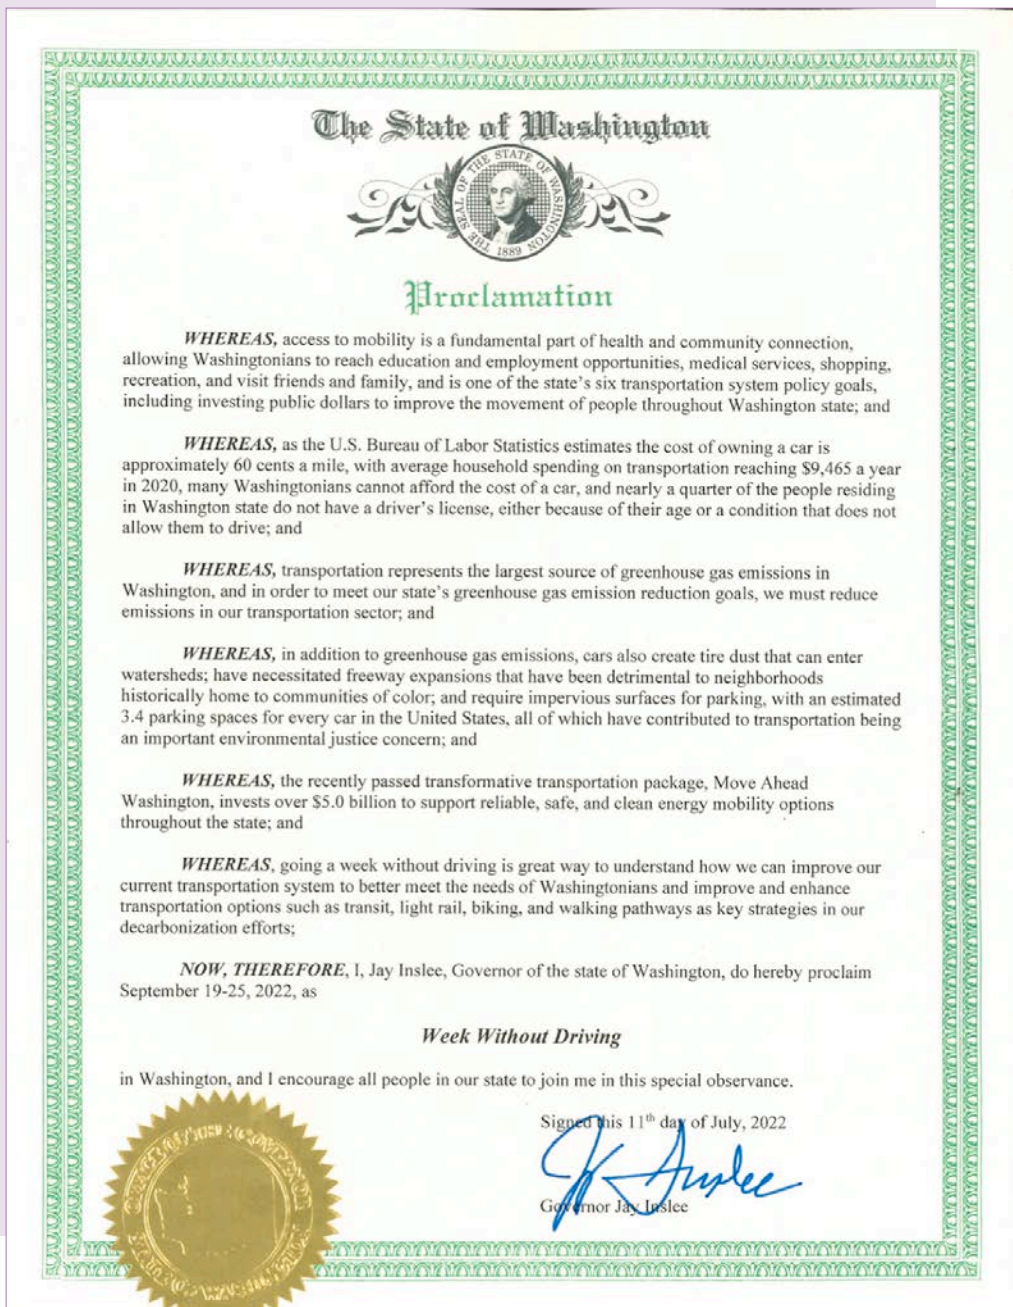 The State of Washington
THE SEAL OF THE STATE OF WASHINGTON
1889
Proclamation
WHEREAS, access to mobility is a fundamental part of health and community connection,
allowing Washingtonians to reach education and employment opportunities, medical services, shopping,
recreation, and visit friends and family, and is one of the state's six transportation system policy goals,
including investing public dollars to improve the movement of people throughout Washington state; and
WHEREAS, as the U.S. Bureau of Labor Statistics estimates the cost of owning a car is
approximately 60 cents a mile, with average household spending on transportation reaching $9,465 a year
in 2020, many Washingtonians cannot afford the cost of a car, and nearly a quarter of the people residing
in Washington state do not have a driver's license, either because of their age or a condition that does not
allow them to drive; and
WHEREAS, transportation represents the largest source of greenhouse gas emissions in
Washington, and in order to meet our state's greenhouse gas emission reduction goals, we must reduce
emissions in our transportation sector; and
WHEREAS, in addition to greenhouse gas emissions, cars also create tire dust that can enter
watersheds; have necessitated freeway expansions that have been detrimental to neighborhoods
historically home to communities of color; and require impervious surfaces for parking, with an estimated
3.4 parking spaces for every car in the United States, all of which have contributed to transportation being
an important environmental justice concern; and
WHEREAS, the recently passed transformative transportation package, Move Ahead
Washington, invests over $5.0 billion to support reliable, safe, and clean energy mobility options
throughout the state; and
WHEREAS, going a week without driving is great way to understand how we can improve our
current transportation system to better meet the needs of Washingtonians and improve and enhance
transportation options such as transit, light rail, biking, and walking pathways as key strategies in our
decarbonization efforts;
NOW, THEREFORE, I, Jay Inslee, Governor of the state of Washington, do hereby proclaim
September 19-25, 2022, as
Week Without Driving
in Washington, and I encourage all people in our state to join me in this special observance.
Signed this 11th day of July, 2022
Jay Inslee
Governor Jay Inslee
OFFICE OF THE GOVERNOR
STATE OF WASHINGTON